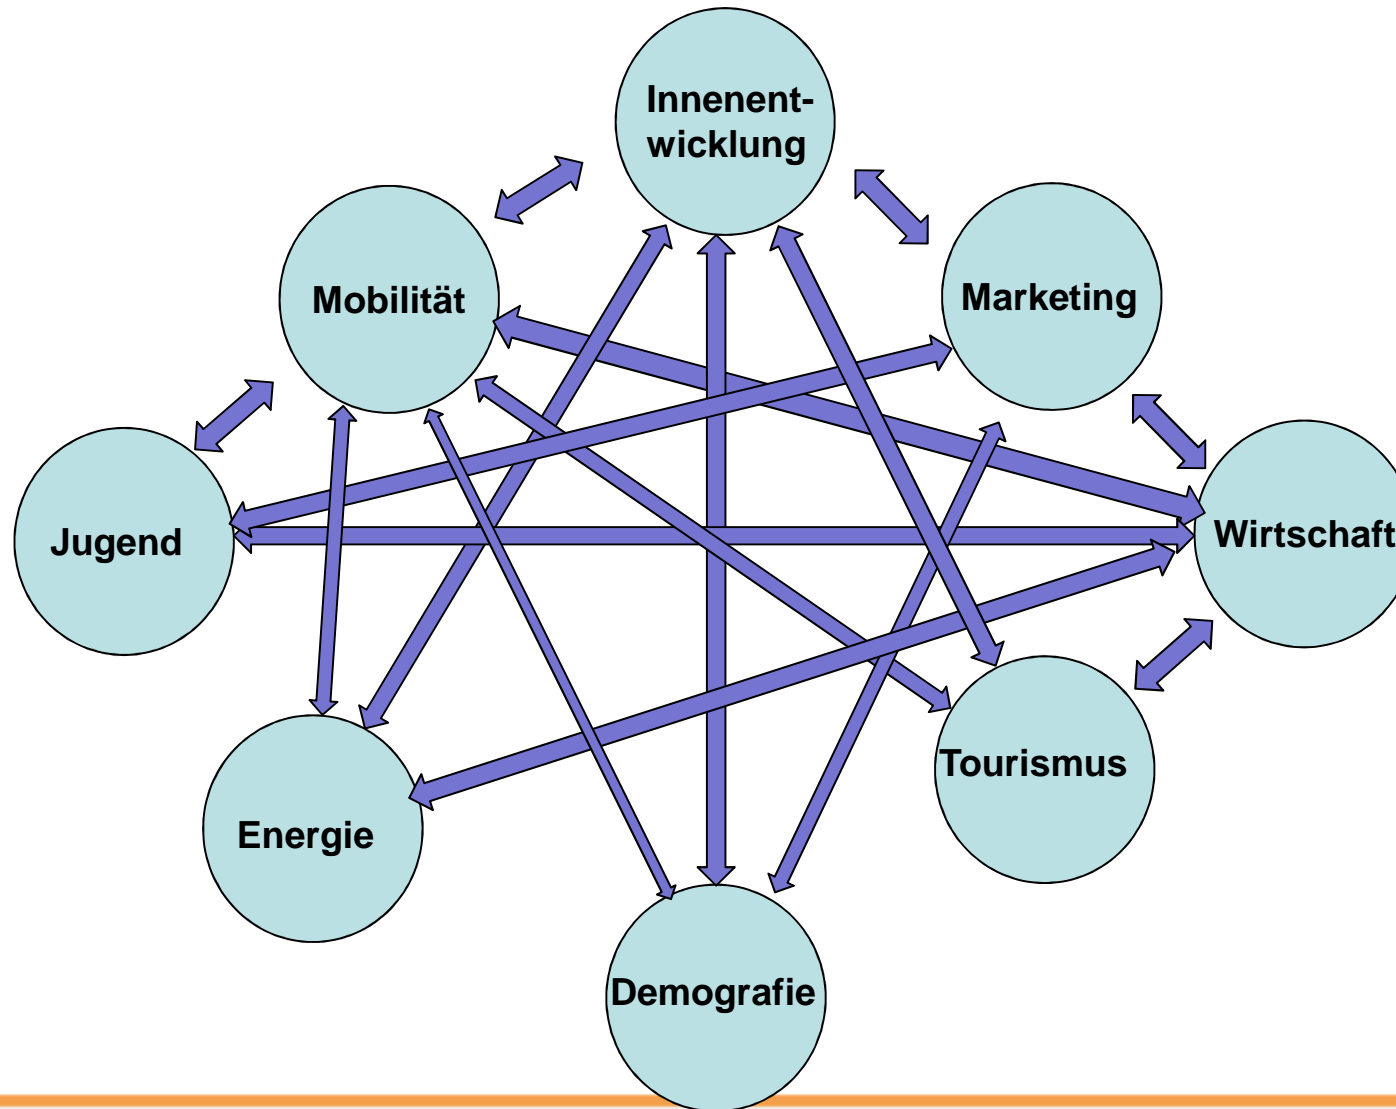 Innenent-
wicklung
Mobilität
Marketing
Jugend
Wirtschaft
Tourismus
Energie
Demografie